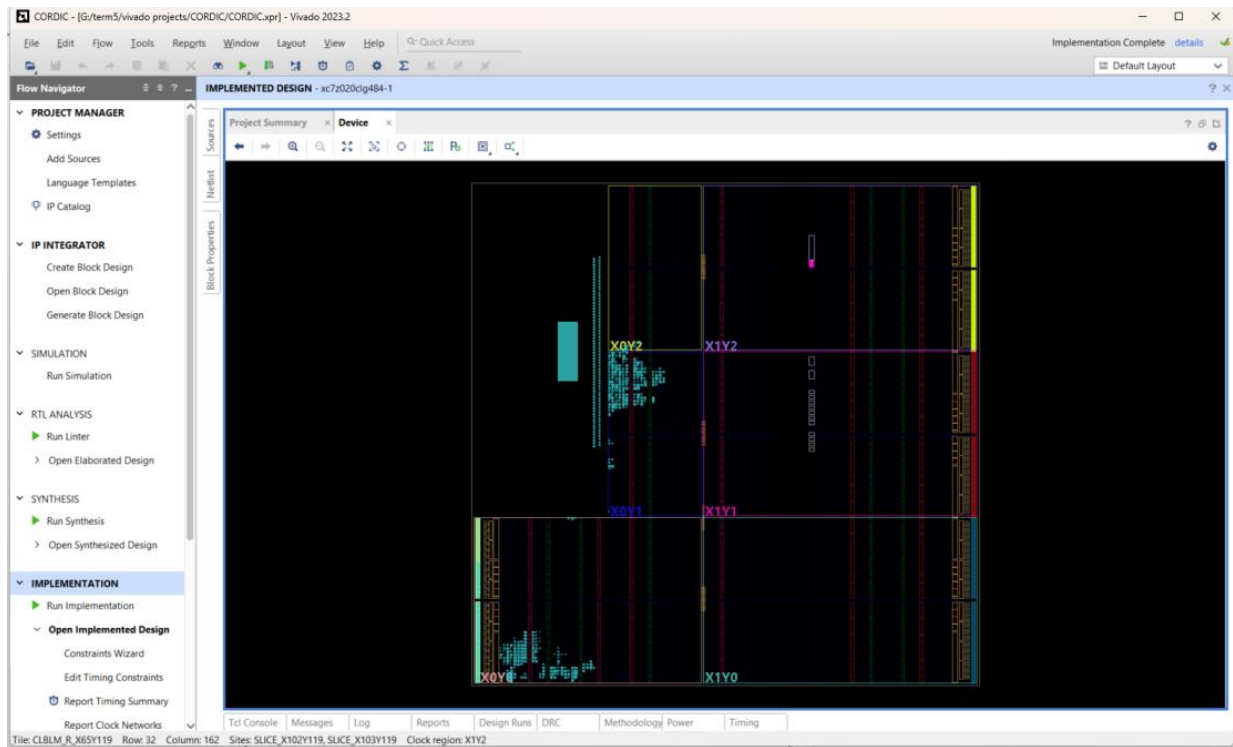 CORDIC - [G:/term5/vivado projects/CORDIC/CORDIC.xpr] - Vivado 2023.2
File Edit Flow Tools Reports Window Layout View Help Quick Access
Implementation Complete details
Default Layout
Flow Navigator
IMPLEMENTED DESIGN - xc7z020clg484-1
PROJECT MANAGER
Settings
Add Sources
Language Templates
IP Catalog
IP INTEGRATOR
Create Block Design
Open Block Design
Generate Block Design
SIMULATION
Run Simulation
RTL ANALYSIS
Run Linter
Open Elaborated Design
SYNTHESIS
Run Synthesis
Open Synthesized Design
IMPLEMENTATION
Run Implementation
Open Implemented Design
Constraints Wizard
Edit Timing Constraints
Report Timing Summary
Report Clock Networks
Sources
Netlist
Block Properties
Project Summary Device
X0Y2 X1Y2
X0Y1 X1Y1
X0Y0 X1Y0
Tcl Console Messages Log Reports Design Runs DRC Methodology Power Timing
Tile: CLBLM_R_X65Y119 Row: 32 Column: 162 Sites: SLICE_X102Y119, SLICE_X103Y119 Clock region: X1Y2